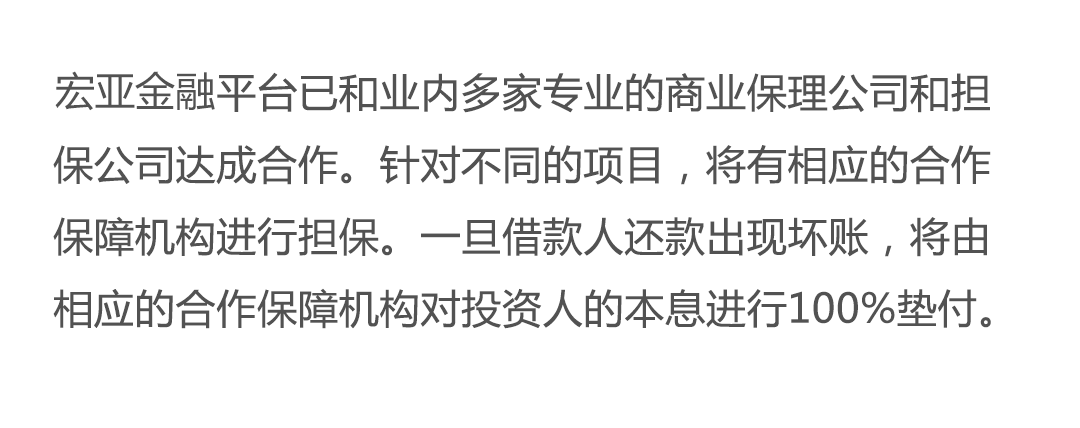 宏亚金融平台已和业内多家专业的商业保理公司和担
保公司达成合作。针对不同的项目，将有相应的合作
保障机构进行担保。一旦借款人还款出现坏账，将由
相应的合作保障机构对投资人的本息进行100%垫付。